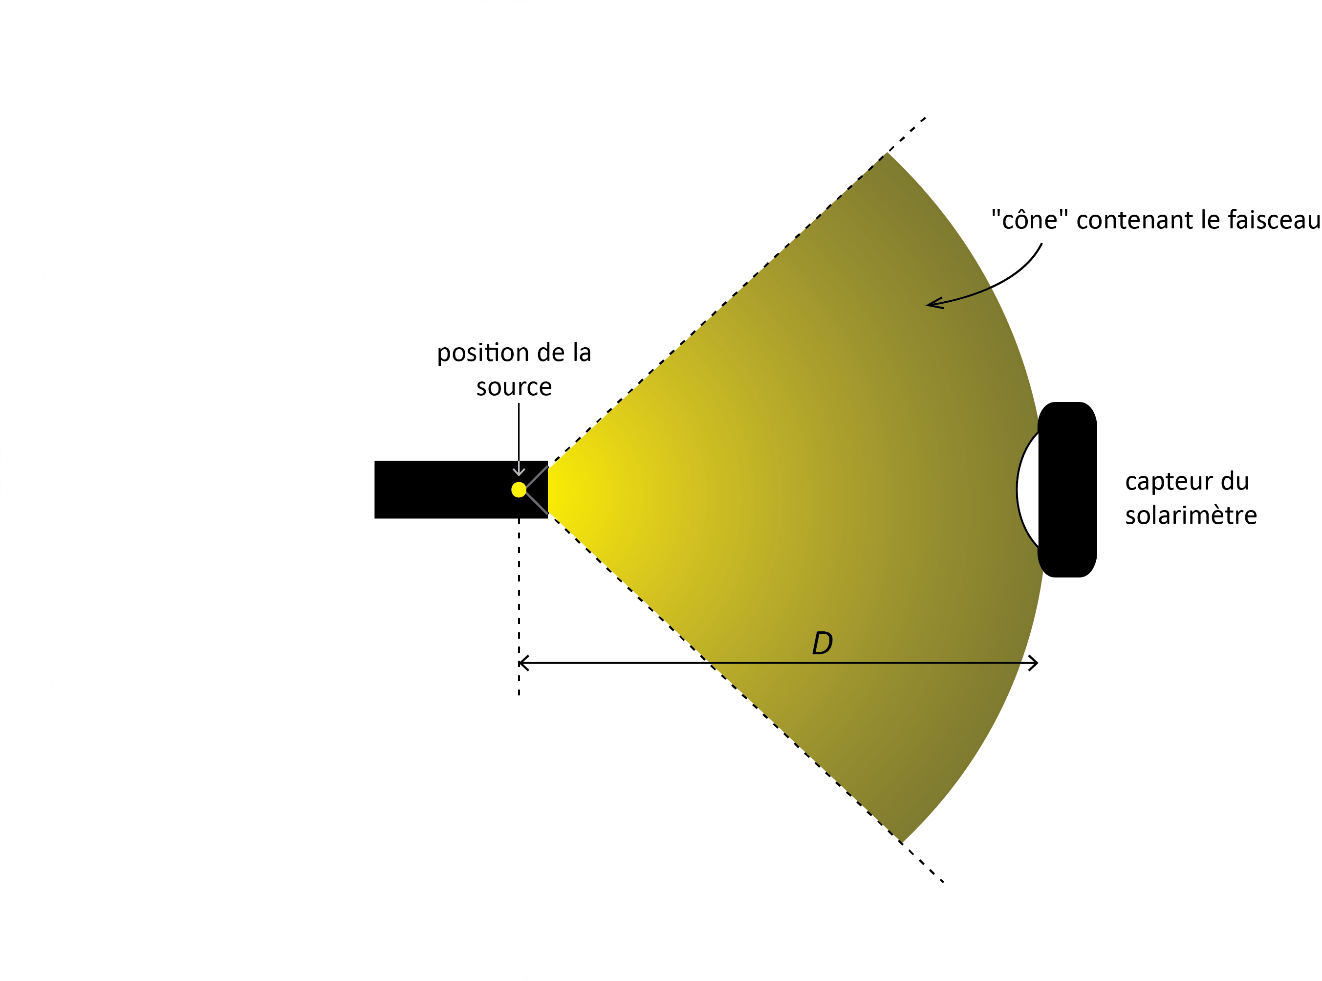 "cône" contenant le faisceau
position de la
source
capteur du
solarimètre
D